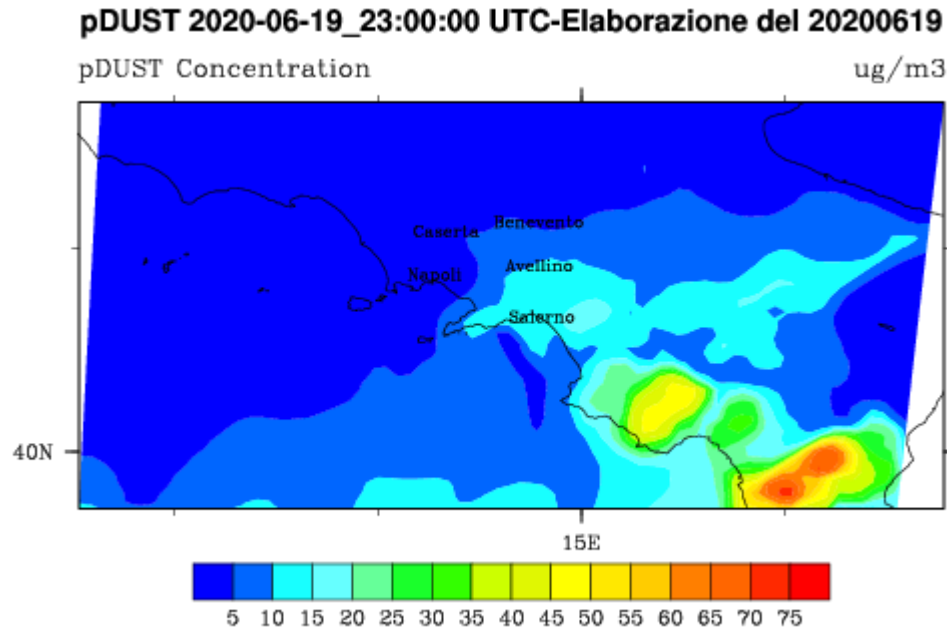 pDUST 2020-06-19_23:00:00 UTC-Elaborazione del 20200619
pDUST Concentration ug/m3
Caserta Benevento
Napoli Avellino
Salerno
40N
15E
5 10 15 20 25 30 35 40 45 50 55 60 65 70 75